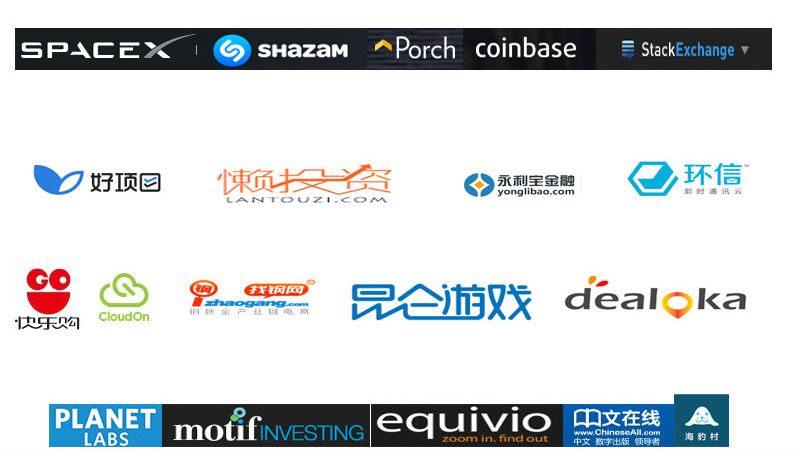 SPACEX
SHAZAM
Porch
coinbase
StackExchange
好项目
懒投资
LANTOUZI.COM
永利宝金融
yonglibao.com
环信™
即时通讯云
GO
快乐购
CloudOn
钢 找钢网®
zhaogang.com
钢铁全产业链电商
昆仑游戏
dealoka
PLANET
LABS
motif INVESTING
equivio
zoom in. find out
中文在线
www.ChineseAll.com
中文 数字出版 领导者
海豹村